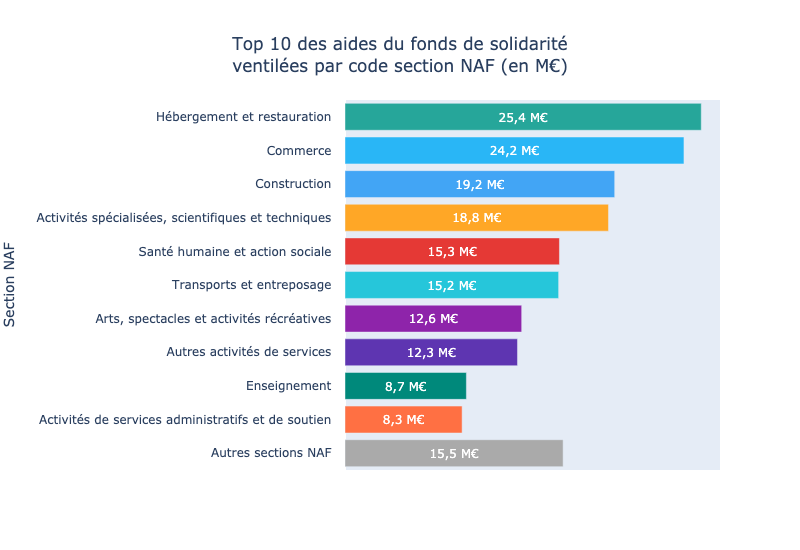 Top 10 des aides du fonds de solidarité
ventilées par code section NAF (en M€)
Section NAF
Hébergement et restauration 25,4 M€
Commerce 24,2 M€
Construction 19,2 M€
Activités spécialisées, scientifiques et techniques 18,8 M€
Santé humaine et action sociale 15,3 M€
Transports et entreposage 15,2 M€
Arts, spectacles et activités récréatives 12,6 M€
Autres activités de services 12,3 M€
Enseignement 8,7 M€
Activités de services administratifs et de soutien 8,3 M€
Autres sections NAF 15,5 M€